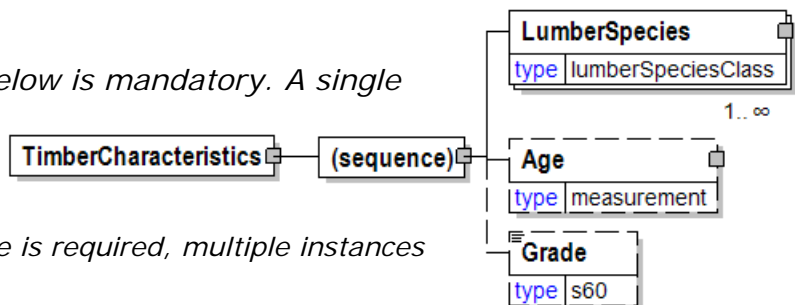 LumberSpecies
type lumberSpeciesClass
elow is mandatory. A single
1.. ∞
TimberCharacteristics
(sequence)
Age
type measurement
e is required, multiple instances
Grade
type s60